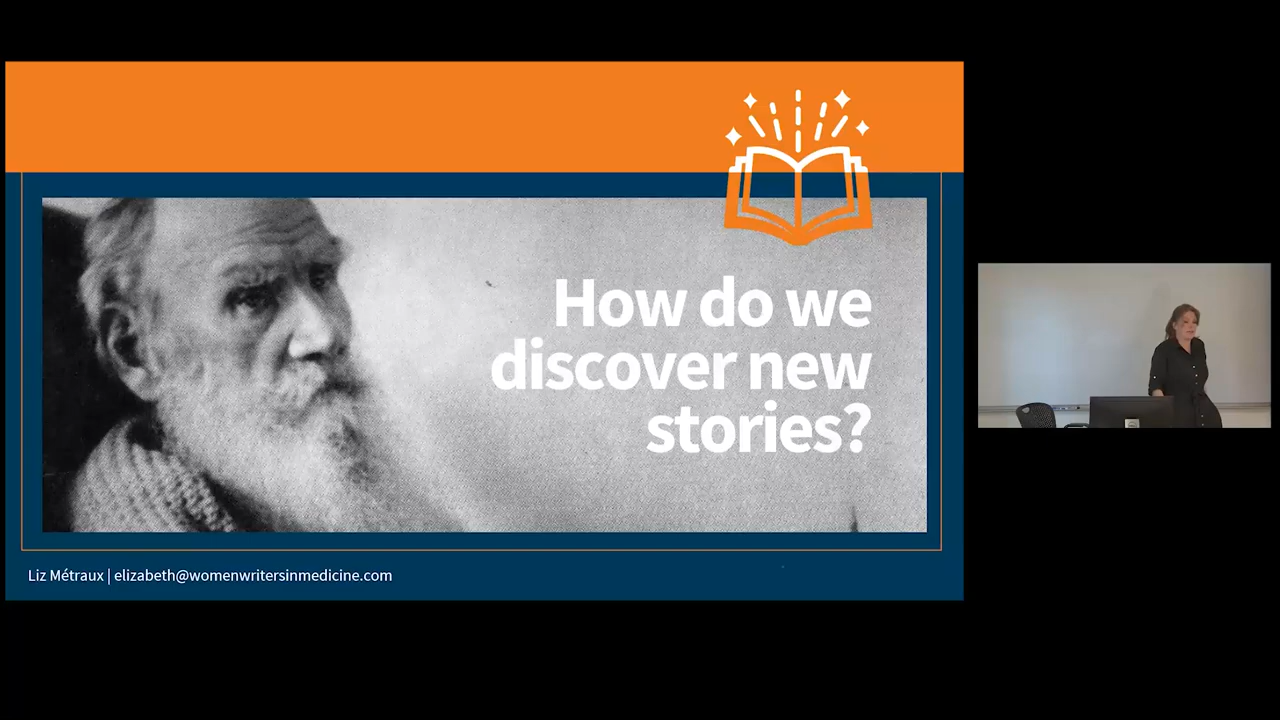 How do we
discover new
stories?
Liz Métraux | elizabeth@womenwritersinmedicine.com